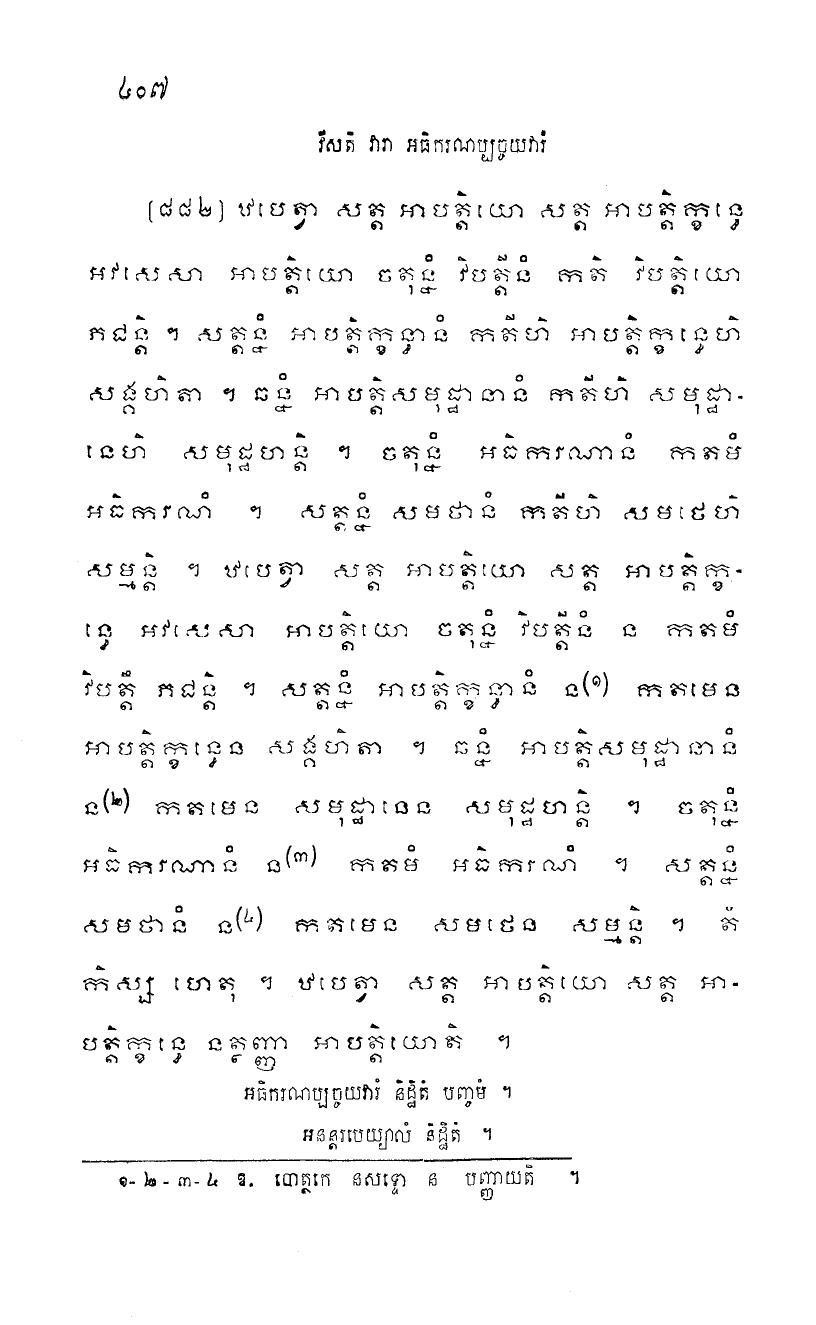 ៤០៧
វីសតិ វារា អធិករណប្បច្ចយវារំ
[៨៨២] ឋបេត្វា សត្ត អាបត្តិយោ សត្ត អាបត្តិក្ខន្ធេ
អវសេសា អាបត្តិយោ ចតុន្នំ វិបត្តីនំ កតិ វិបត្តិយោ
ភជន្តិ ។ សត្តន្នំ អាបត្តិក្ខន្ធានំ កតីហិ អាបត្តិក្ខន្ធេហិ
សង្គហិតា ។ ឆន្នំ អាបត្តិសមុដ្ឋានានំ កតីហិ សមុដ្ឋា-
នេហិ សមុដ្ឋហន្តិ ។ ចតុន្នំ អធិករណានំ កតមំ
អធិករណំ ។ សត្តន្នំ សមថានំ កតីហិ សមថេហិ
សម្មន្តិ ។ ឋបេត្វា សត្ត អាបត្តិយោ សត្ត អាបត្តិក្ខ-
ន្ធេ អវសេសា អាបត្តិយោ ចតុន្នំ វិបត្តីនំ ន កតមំ
វិបត្តឹ ភជន្តិ ។ សត្តន្នំ អាបត្តិក្ខន្ធានំ ន(១) កតមេន
អាបត្តិក្ខន្ធេន សង្គហិតា ។ ឆន្នំ អាបត្តិសមុដ្ឋានានំ
ន(២) កតមេន សមុដ្ឋានេន សមុដ្ឋហន្តិ ។ ចតុន្នំ
អធិករណានំ ន(៣) កតមំ អធិករណំ ។ សត្តន្នំ
សមថានំ ន(៤) កតមេន សមថេន សម្មន្តិ ។ តំ
កិស្ស ហេតុ ។ ឋបេត្វា សត្ត អាបត្តិយោ សត្ត អា-
បត្តិក្ខន្ធេ នត្ថញ្ញា អាបត្តិយោតិ ។
អធិករណប្បច្ចយវារំ និដ្ឋិតំ បញ្ចមំ ។
អនន្តរបេយ្យាលំ និដ្ឋិតំ ។
១-២-៣-៤ ឱ. បោត្ថកេ នសទ្ទោ ន បញ្ញាយតិ ។